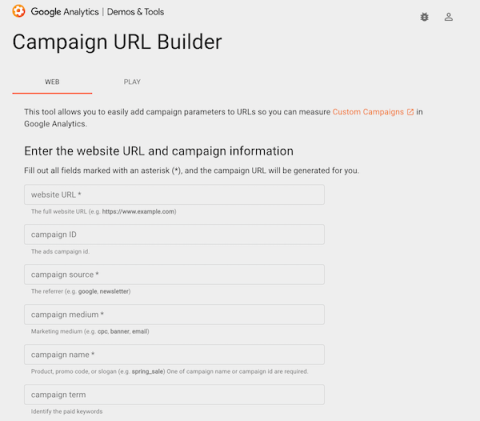 Google Analytics | Demos & Tools
Campaign URL Builder
WEB PLAY
This tool allows you to easily add campaign parameters to URLs so you can measure Custom Campaigns in
Google Analytics.
Enter the website URL and campaign information
Fill out all fields marked with an asterisk (*), and the campaign URL will be generated for you.
website URL *
The full website URL (e.g. https://www.example.com)
campaign ID
The ads campaign id.
campaign source *
The referrer (e.g. google, newsletter)
campaign medium *
Marketing medium (e.g. cpc, banner, email)
campaign name *
Product, promo code, or slogan (e.g. spring_sale) One of campaign name or campaign id are required.
campaign term
Identify the paid keywords.